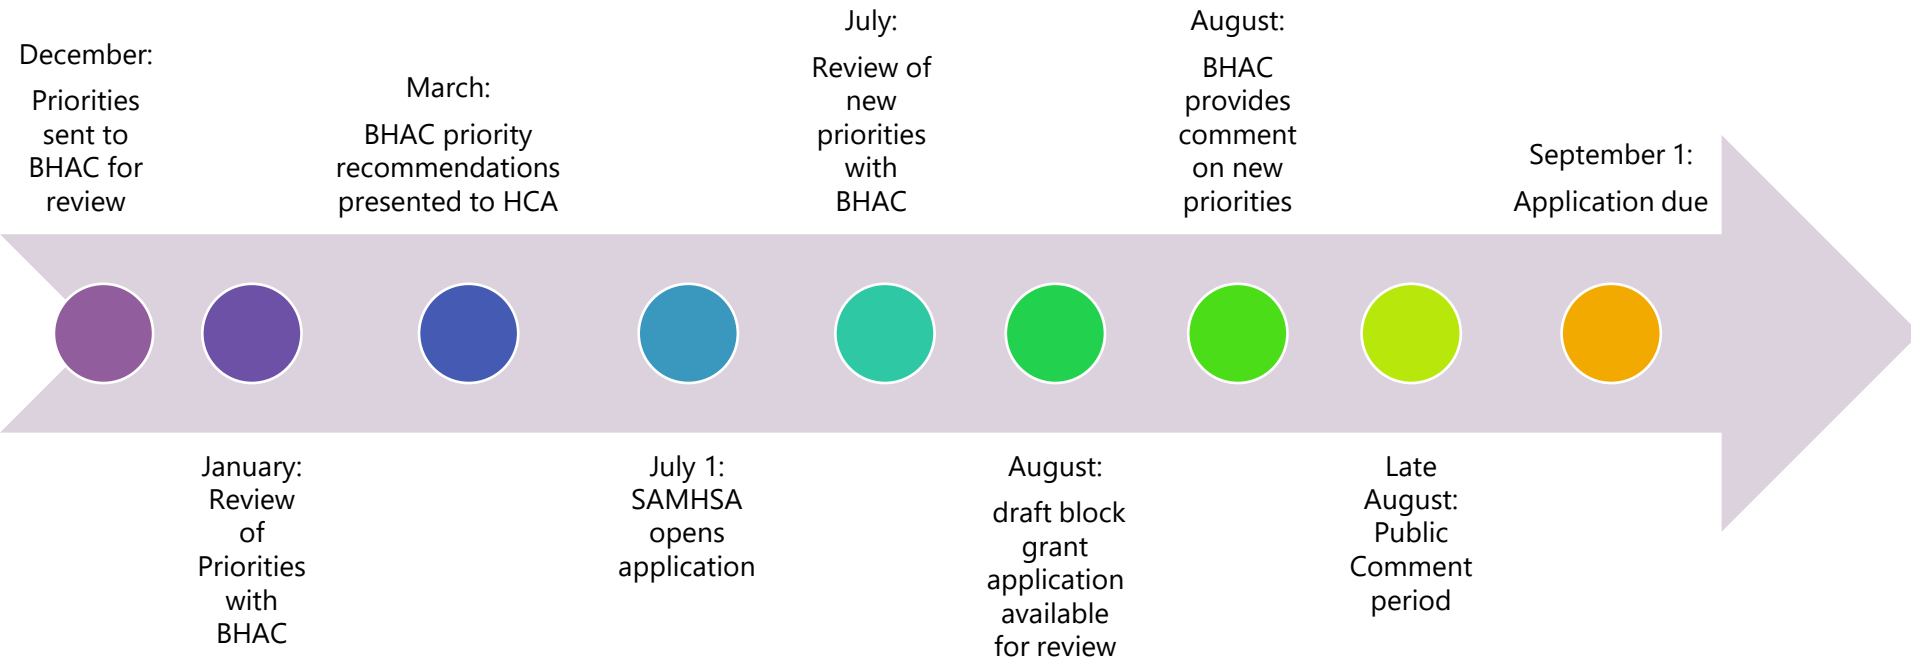 December:
Priorities
sent to
BHAC for
review
January:
Review
of
Priorities
with
BHAC
March:
BHAC priority
recommendations
presented to HCA
July 1:
SAMHSA
opens
application
July:
Review of
new
priorities
with
BHAC
August:
draft block
grant
application
available
for review
August:
BHAC
provides
comment
on new
priorities
Late
August:
Public
Comment
period
September 1:
Application due